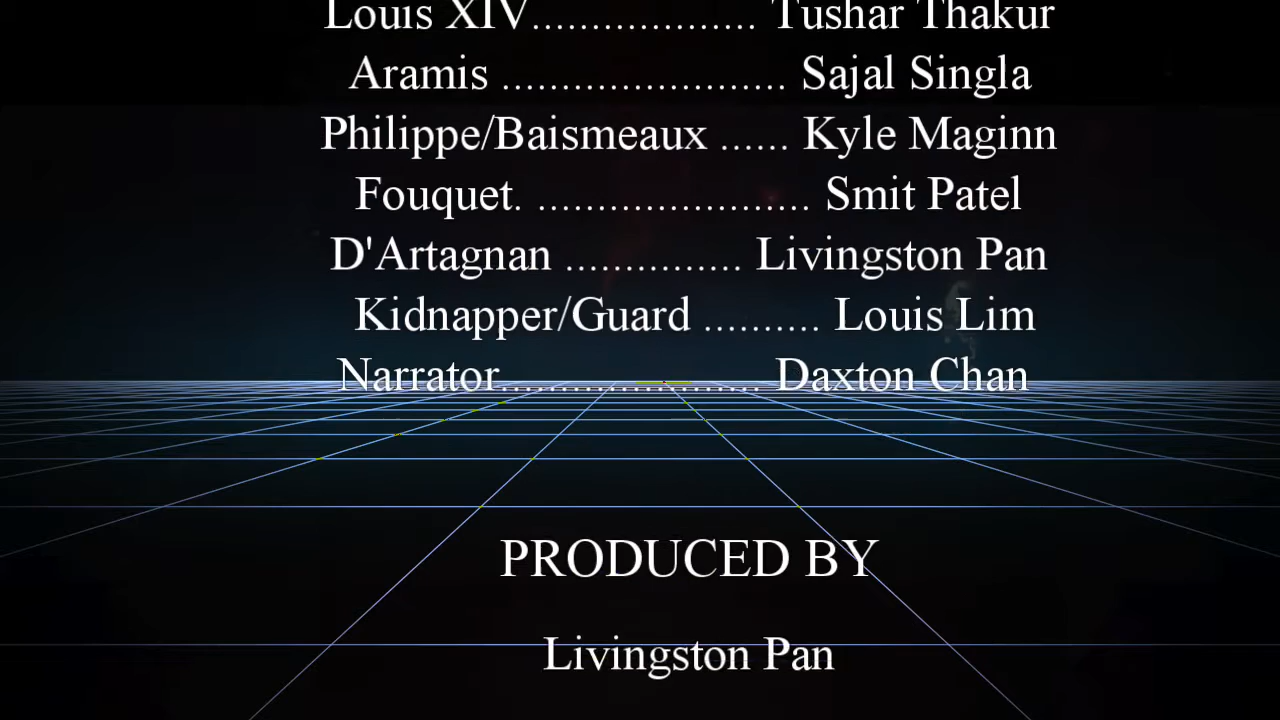 Louis XIV................... Tushar Thakur
Aramis ........................ Sajal Singla
Philippe/Baismeaux ...... Kyle Maginn
Fouquet. ....................... Smit Patel
D'Artagnan ............... Livingston Pan
Kidnapper/Guard .......... Louis Lim
Narrator...................... Daxton Chan
PRODUCED BY
Livingston Pan